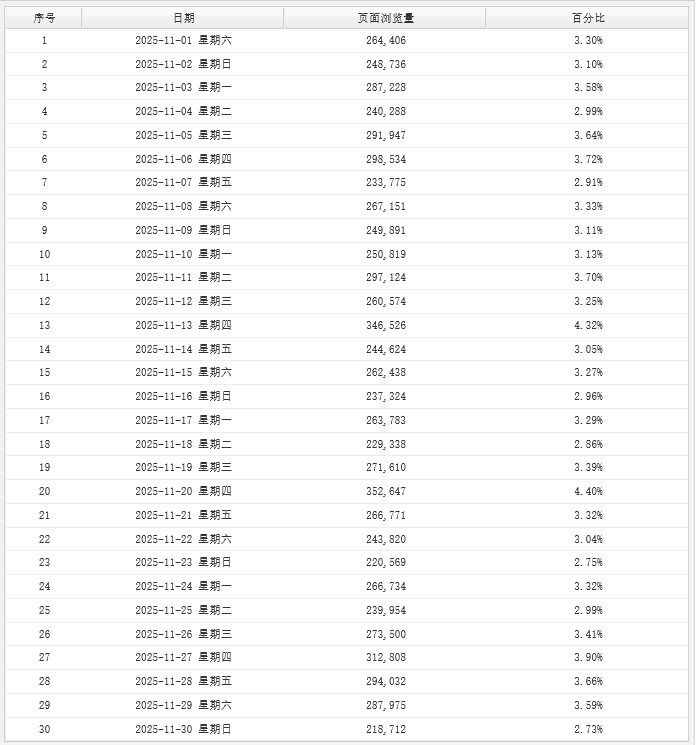 序号 日期 页面浏览量 百分比
1 2025-11-01 星期六 264,406 3.30%
2 2025-11-02 星期日 248,736 3.10%
3 2025-11-03 星期一 287,228 3.58%
4 2025-11-04 星期二 240,288 2.99%
5 2025-11-05 星期三 291,947 3.64%
6 2025-11-06 星期四 298,534 3.72%
7 2025-11-07 星期五 233,775 2.91%
8 2025-11-08 星期六 267,151 3.33%
9 2025-11-09 星期日 249,891 3.11%
10 2025-11-10 星期一 250,819 3.13%
11 2025-11-11 星期二 297,124 3.70%
12 2025-11-12 星期三 260,574 3.25%
13 2025-11-13 星期四 346,526 4.32%
14 2025-11-14 星期五 244,624 3.05%
15 2025-11-15 星期六 262,438 3.27%
16 2025-11-16 星期日 237,324 2.96%
17 2025-11-17 星期一 263,783 3.29%
18 2025-11-18 星期二 229,338 2.86%
19 2025-11-19 星期三 271,610 3.39%
20 2025-11-20 星期四 352,647 4.40%
21 2025-11-21 星期五 266,771 3.32%
22 2025-11-22 星期六 243,820 3.04%
23 2025-11-23 星期日 220,569 2.75%
24 2025-11-24 星期一 266,734 3.32%
25 2025-11-25 星期二 239,954 2.99%
26 2025-11-26 星期三 273,500 3.41%
27 2025-11-27 星期四 312,808 3.90%
28 2025-11-28 星期五 294,032 3.66%
29 2025-11-29 星期六 287,975 3.59%
30 2025-11-30 星期日 218,712 2.73%